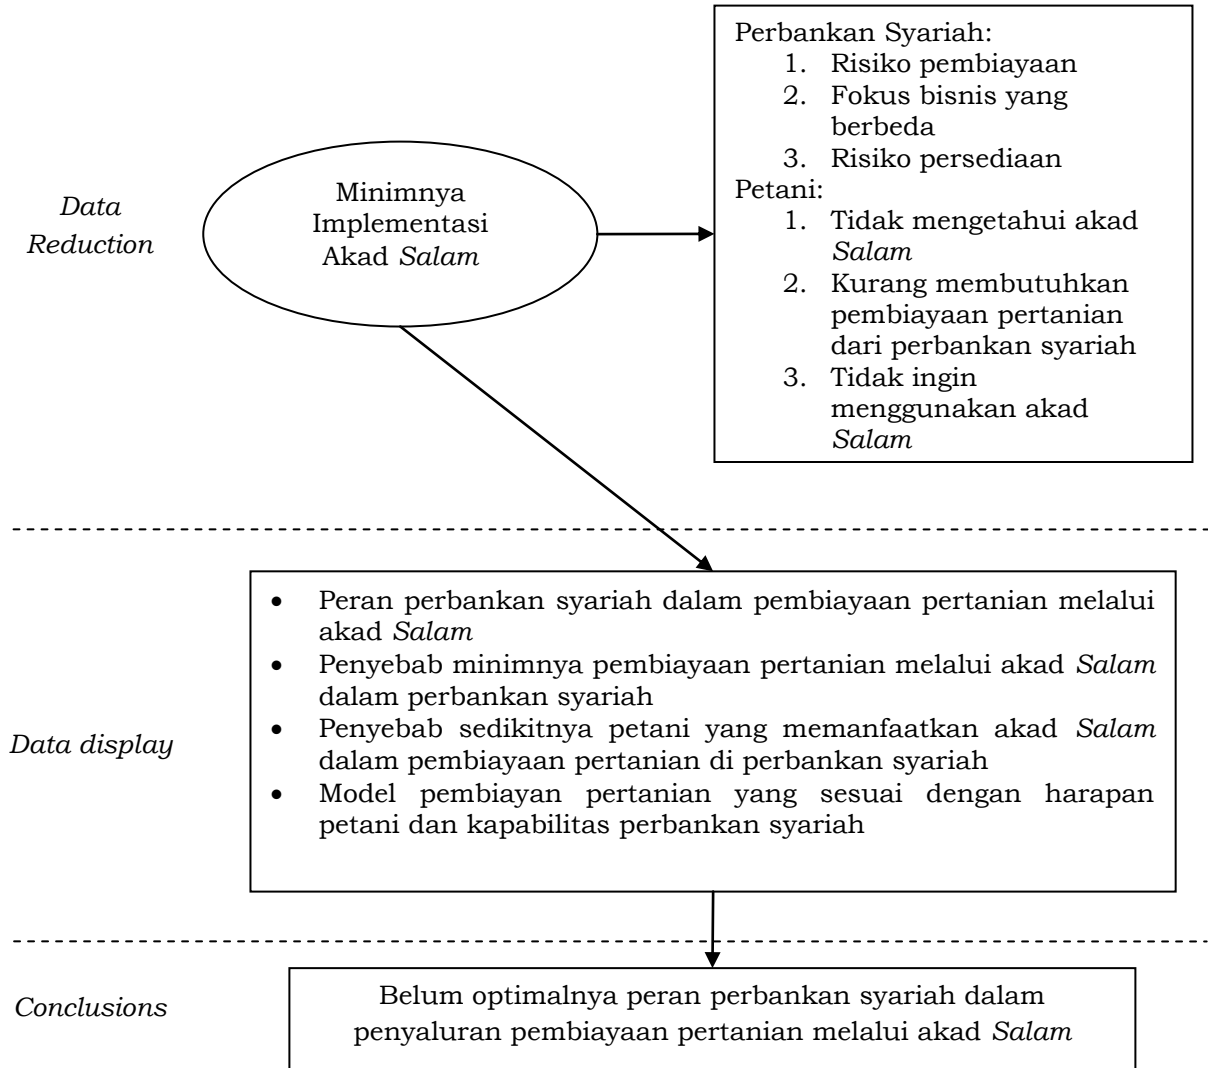 Data
Reduction
Minimnya
Implementasi
Akad Salam
Perbankan Syariah:
1. Risiko pembiayaan
2. Fokus bisnis yang
berbeda
3. Risiko persediaan
Petani:
1. Tidak mengetahui akad
Salam
2. Kurang membutuhkan
pembiayaan pertanian
dari perbankan syariah
3. Tidak ingin
menggunakan akad
Salam
Data display
• Peran perbankan syariah dalam pembiayaan pertanian melalui
akad Salam
• Penyebab minimnya pembiayaan pertanian melalui akad Salam
dalam perbankan syariah
• Penyebab sedikitnya petani yang memanfaatkan akad Salam
dalam pembiayaan pertanian di perbankan syariah
• Model pembiayan pertanian yang sesuai dengan harapan
petani dan kapabilitas perbankan syariah
Conclusions
Belum optimalnya peran perbankan syariah dalam
penyaluran pembiayaan pertanian melalui akad Salam